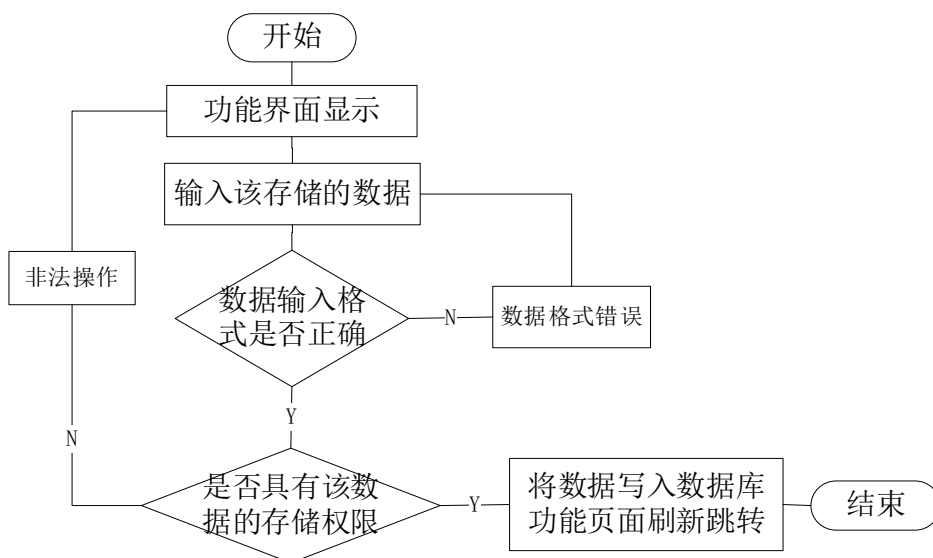 开始
功能界面显示
输入该存储的数据
非法操作
数据输入格
式是否正确
N
数据格式错误
Y
N
是否具有该数
据的存储权限
Y
将数据写入数据库
功能页面刷新跳转
结束